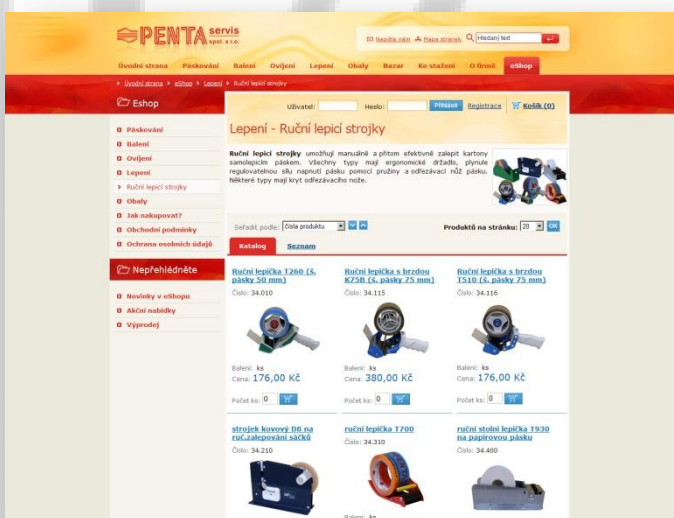 PENTA servis
spol. s r.o.
Napište nám Mapa stránek Hledaný text
Úvodní strana Páskování Balení Ovíjení Lepení Obaly Bazar Ke stažení O firmě eShop
Úvodní strana eShop Lepení Ruční lepicí strojky
Eshop
Páskování
Balení
Ovíjení
Lepení
Ruční lepicí strojky
Obaly
Jak nakupovat?
Obchodní podmínky
Ochrana osobních údajů
Nepřehlédněte
Novinky v eShopu
Akční nabídky
Výprodej
Uživatel: Heslo: Přihlásit Registrace Košík (0)
Lepení - Ruční lepicí strojky
Ruční lepicí strojky umožňují manuálně a přitom efektivně zalepit kartony
samolepicím páskem. Všechny typy mají ergonomické držadlo, plynule
regulovatelnou sílu napnutí pásku pomocí pružiny a odřezávací nůž pásku.
Některé typy mají kryt odřezávacího nože.
Seřadit podle: čísla produktu Produktů na stránku: 20 OK
Katalog Seznam
Ruční lepička T260 (š.
pásky 50 mm)
Číslo: 34.010
Balení: ks
Cena: 176,00 Kč
Počet ks: 0
Ruční lepička s brzdou
K75B (š. pásky 75 mm)
Číslo: 34.115
Balení: ks
Cena: 380,00 Kč
Počet ks: 0
Ruční lepička s brzdou
T510 (š. pásky 75 mm)
Číslo: 34.116
Balení: ks
Cena: 176,00 Kč
Počet ks: 0
strojek kovový D8 na
ruč.zalepování sáčků
Číslo: 34.210
ruční lepička T700
Číslo: 34.310
Balení: ks
ruční stolní lepička T930
na papírovou pásku
Číslo: 34.400